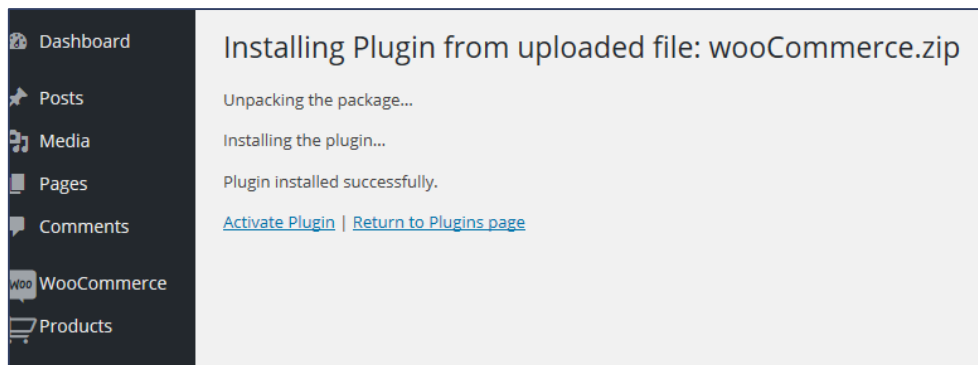 Dashboard
Posts
Media
Pages
Comments
WOO WooCommerce
Products
Installing Plugin from uploaded file: wooCommerce.zip
Unpacking the package...
Installing the plugin...
Plugin installed successfully.
Activate Plugin | Return to Plugins page